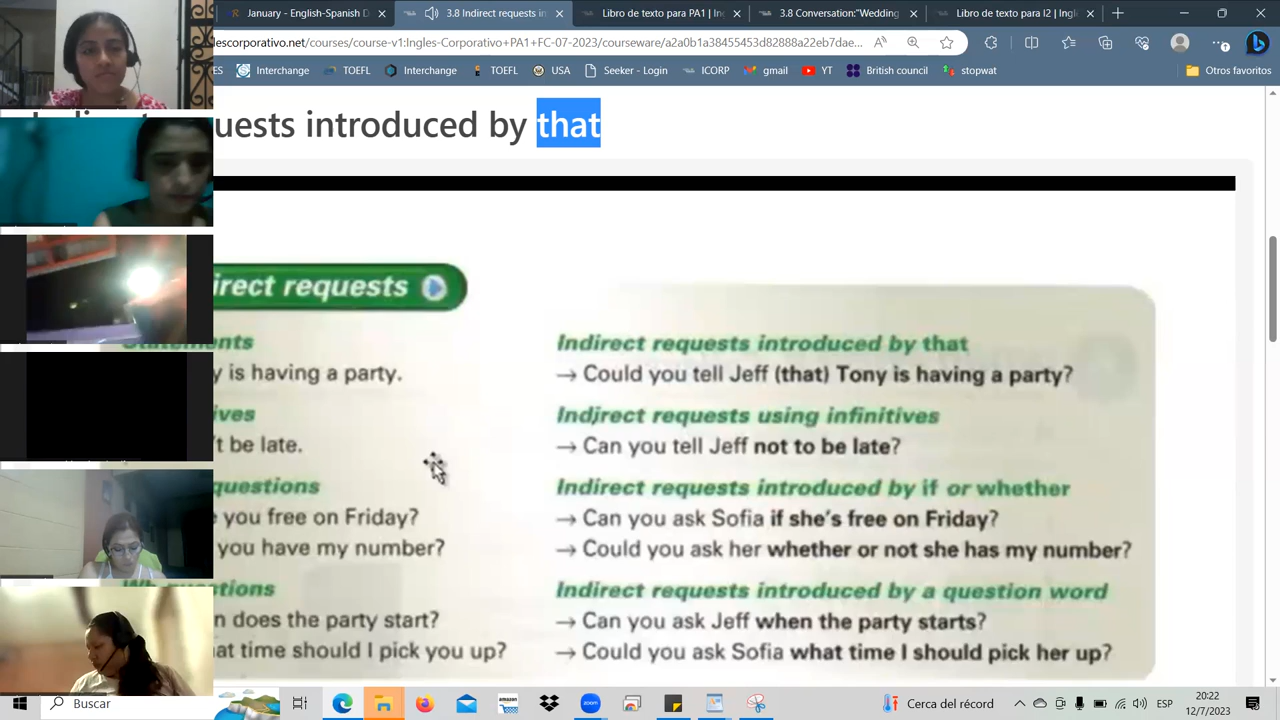 January - English-Spanish D
3.8 Indirect requests in
Libro de texto para PA1 | In
3.8 Conversation:"Wedding
Libro de texto para I2 | Ingl
escorporativo.net/courses/course-v1:Ingles-Corporativo+PA1+FC-07-2023/courseware/a2a0b1a38455453d82888a22eb7dae...
ES Interchange TOEFL Interchange TOEFL USA Seeker - Login ICORP gmail YT British council stopwat Otros favoritos
uests introduced by that
irect requests
Statements
Indirect requests introduced by that
y is having a party.
→ Could you tell Jeff (that) Tony is having a party?
ives
Indirect requests using infinitives
't be late.
→ Can you tell Jeff not to be late?
questions
Indirect requests introduced by if or whether
e you free on Friday?
→ Can you ask Sofia if she's free on Friday?
you have my number?
→ Could you ask her whether or not she has my number?
Wh-questions
Indirect requests introduced by a question word
n does the party start?
→ Can you ask Jeff when the party starts?
at time should I pick you up?
→ Could you ask Sofia what time I should pick her up?
Buscar
amazon
zoom
Cerca del récord
ESP
20:22
12/7/2023